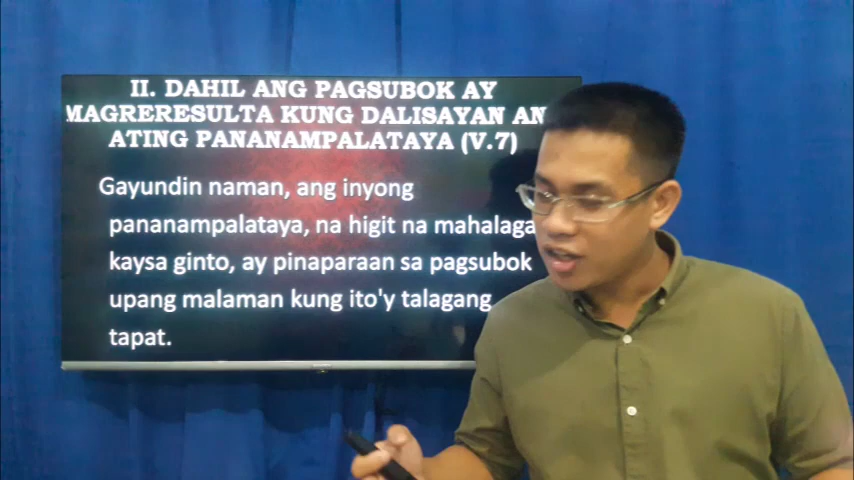 II. DAHIL ANG PAGSUBOK AY
MAGRERESULTA KUNG DALISAYAN AN
ATING PANANAMPALATAYA (V.7)
Gayundin naman, ang inyong
pananampalataya, na higit na mahalaga
kaysa ginto, ay pinaparaan sa pagsubok
upang malaman kung ito'y talagang
tapat.